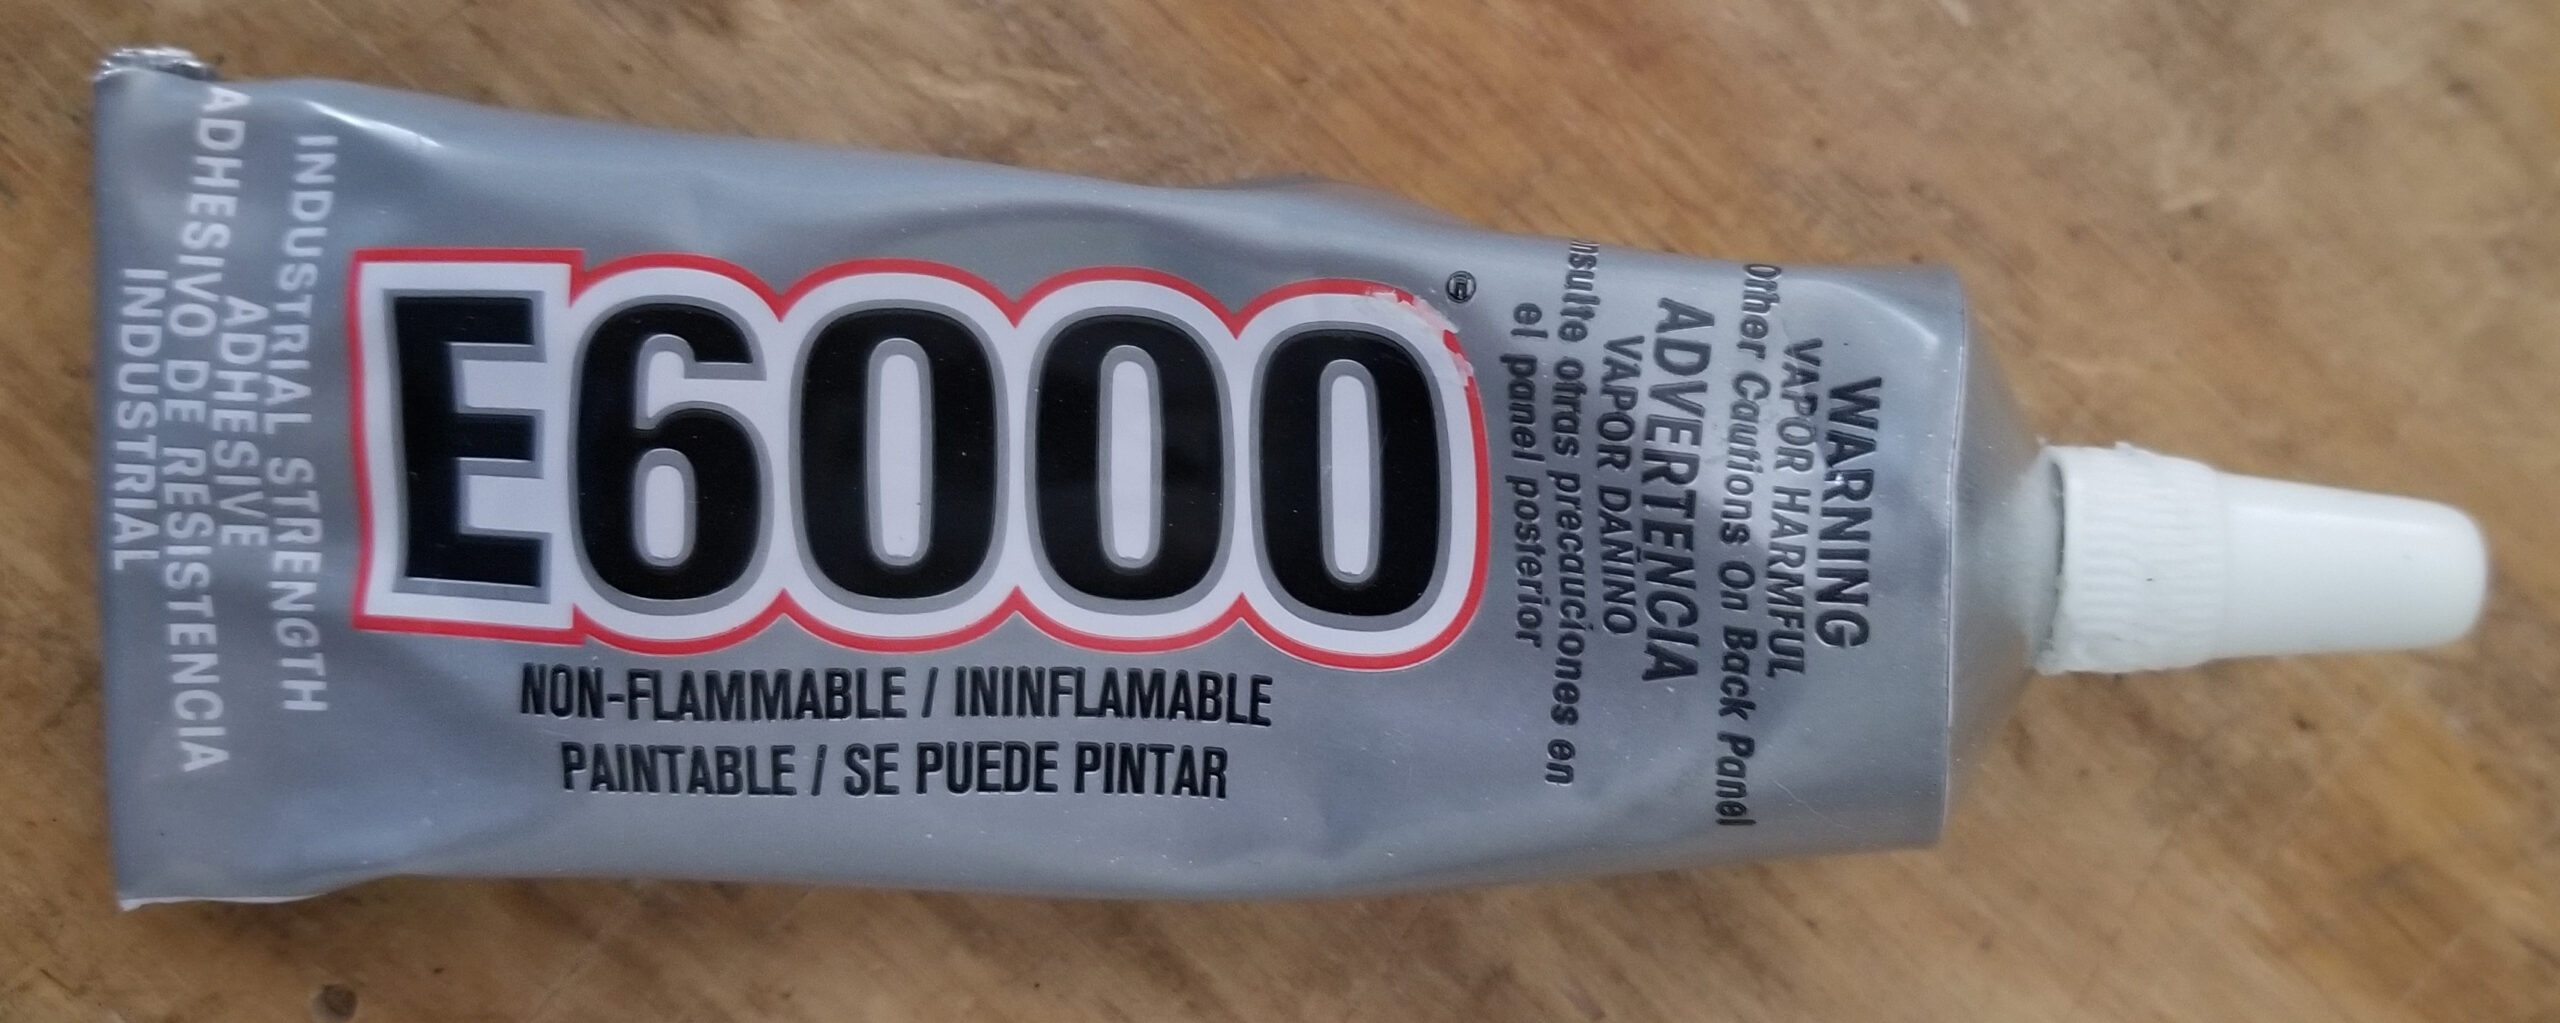 INDUSTRIAL STRENGTH
ADHESIVE
ADHESIVO DE RESISTENCIA
INDUSTRIAL
E6000®
NON-FLAMMABLE / ININFLAMABLE
PAINTABLE / SE PUEDE PINTAR
WARNING
VAPOR HARMFUL
Other Cautions On Back Panel
ADVERTENCIA
VAPOR DAÑINO
otras precauciones en
el panel posterior